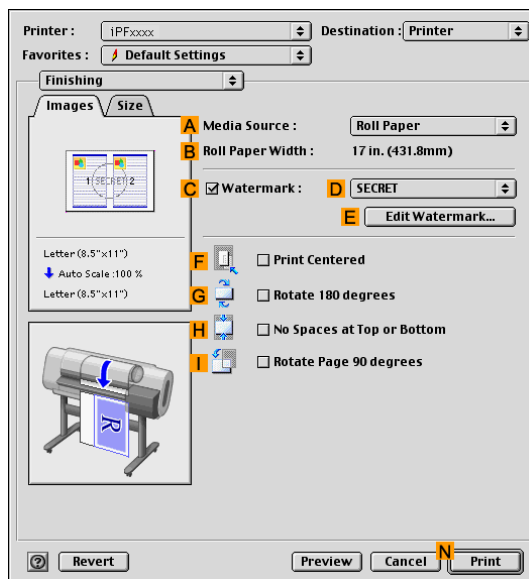 Printer : iPFxxxx Destination : Printer
Favorites : Default Settings
Finishing
Images Size
A Media Source : Roll Paper
B Roll Paper Width : 17 in. (431.8mm)
1 SECRET 2
C Watermark : D SECRET
E Edit Watermark...
Letter (8.5"x11")
Auto Scale :100 %
Letter (8.5"x11")
F Print Centered
G Rotate 180 degrees
H No Spaces at Top or Bottom
I Rotate Page 90 degrees
R
? Revert Preview Cancel N Print